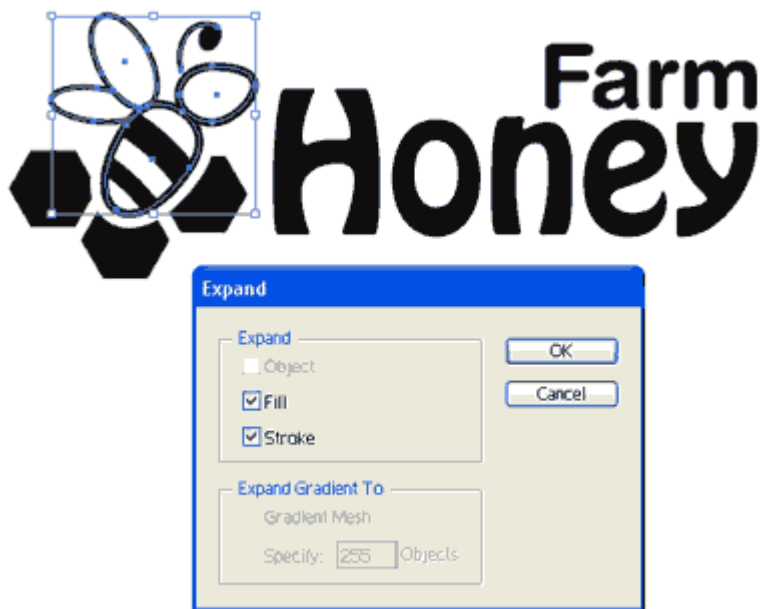 Farm
Honey
Expand
Expand
Object
Fill
Stroke
OK
Cancel
Expand Gradient To
Gradient Mesh
Specify: 255 Objects